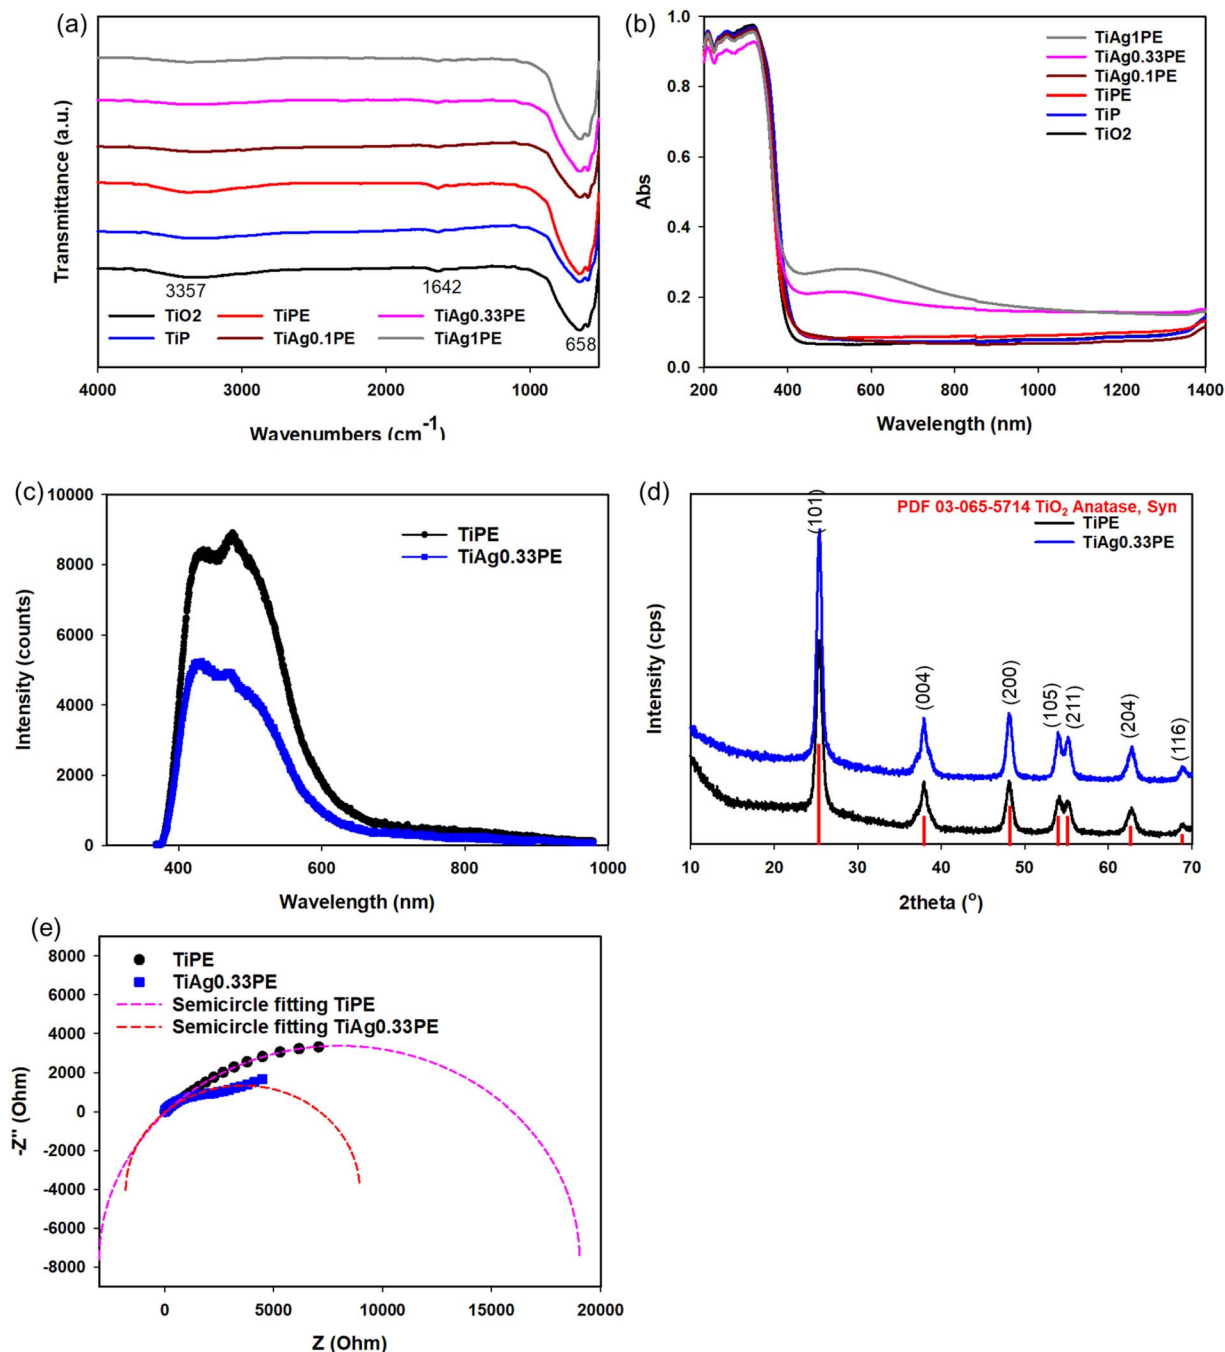 (a)
Transmittance (a.u.)
3357
1642
658
TiO2
TiPE
TiAg0.33PE
TiP
TiAg0.1PE
TiAg1PE
4000
3000
2000
1000
Wavenumbers (cm-1)
(b)
1.0
0.8
0.6
0.4
0.2
0.0
Abs
TiAg1PE
TiAg0.33PE
TiAg0.1PE
TiPE
TiP
TiO2
200
400
600
800
1000
1200
1400
Wavelength (nm)
(c)
10000
8000
6000
4000
2000
0
Intensity (counts)
TiPE
TiAg0.33PE
400
600
800
1000
Wavelength (nm)
(d)
Intensity (cps)
PDF 03-065-5714 TiO2 Anatase, Syn
TiPE
TiAg0.33PE
(101)
(004)
(200)
(105)
(211)
(204)
(116)
10
20
30
40
50
60
70
2theta (o)
(e)
8000
6000
4000
2000
0
-2000
-4000
-6000
-8000
-Z'' (Ohm)
TiPE
TiAg0.33PE
Semicircle fitting TiPE
Semicircle fitting TiAg0.33PE
0
5000
10000
15000
20000
Z (Ohm)